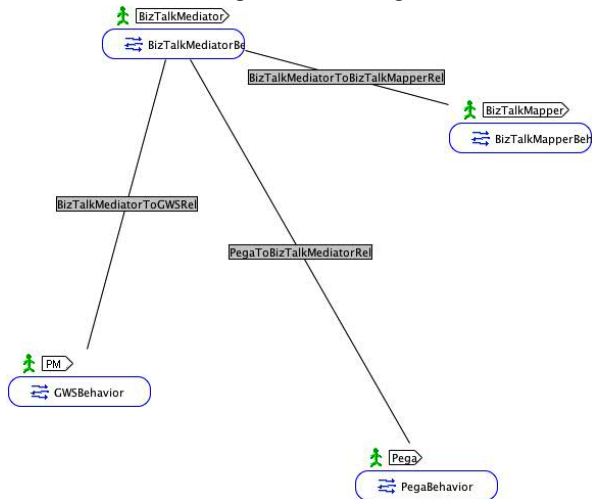 BizTalkMediator
BizTalkMediatorBe
BizTalkMediatorToBizTalkMapperRel
BizTalkMapper
BizTalkMapperBeh
BizTalkMediatorToGWSRel
PegaToBizTalkMediatorRel
PM
GWSBehavior
Pega
PegaBehavior